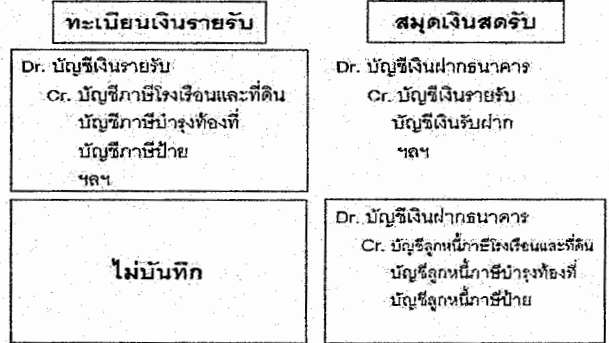 ทะเบียนเงินรายรับ
Dr. บัญชีเงินรายรับ
Cr. บัญชีภาษีโรงเรือนและที่ดิน
บัญชีภาษีบำรุงท้องที่
บัญชีภาษีป้าย
ฯลฯ
ไม่บันทึก
สมุดเงินสดรับ
Dr. บัญชีเงินฝากธนาคาร
Cr. บัญชีเงินรายรับ
บัญชีเงินรับฝาก
ฯลฯ
Dr. บัญชีเงินฝากธนาคาร
Cr. บัญชีลูกหนี้ภาษีโรงเรือนและที่ดิน
บัญชีลูกหนี้ภาษีบำรุงท้องที่
บัญชีลูกหนี้ภาษีป้าย